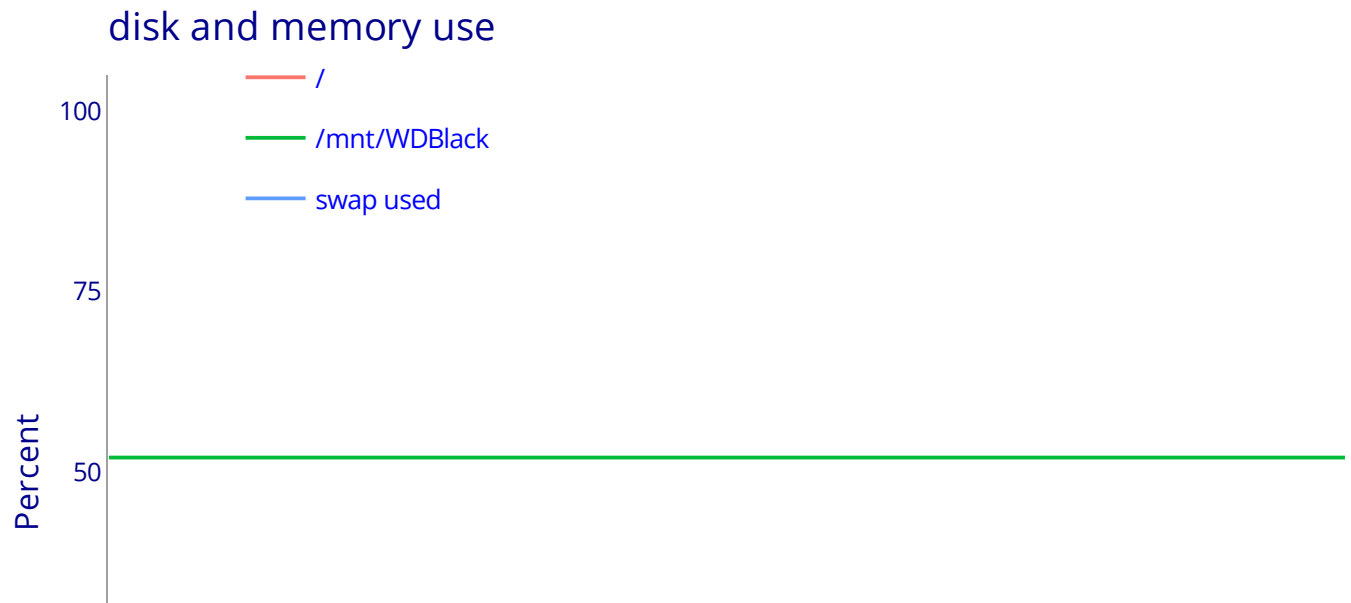 disk and memory use
/
100
/mnt/WDBlack
swap used
75
Percent
50